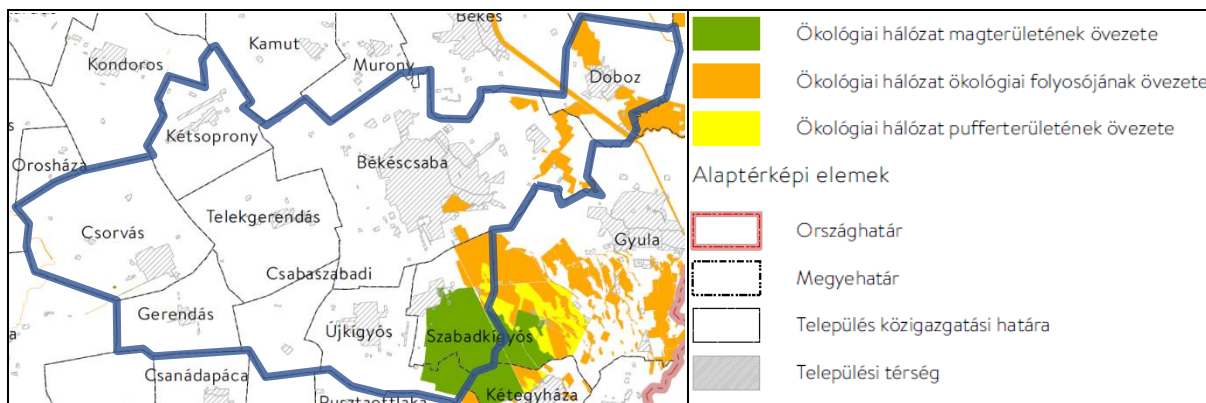 Békés
Kamut
Kondoros
Murony
Doboz
Kétsoprony
Orosháza
Békéscsaba
Telekgerendás
Csorvás
Gyula
Csabaszabadi
Gerendás
Újkígyós
Szabadkígyós
Csanádapáca
Kétegyháza
Pusztaottlaka
Ökológiai hálózat magterületének övezete
Ökológiai hálózat ökológiai folyosójának övezete
Ökológiai hálózat pufferterületének övezete
Alaptérképi elemek
Országhatár
Megyehatár
Település közigazgatási határa
Települési térség